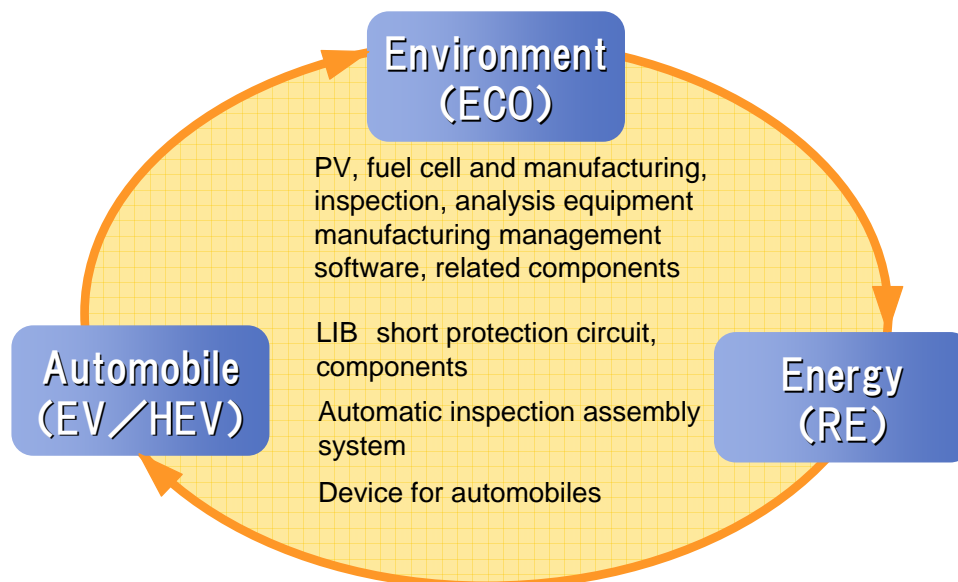 Environment
(ECO)
PV, fuel cell and manufacturing,
inspection, analysis equipment
manufacturing management
software, related components
LIB  short protection circuit,
components
Automobile
(EV／HEV)
Energy
(RE)
Automatic inspection assembly
system
Device for automobiles